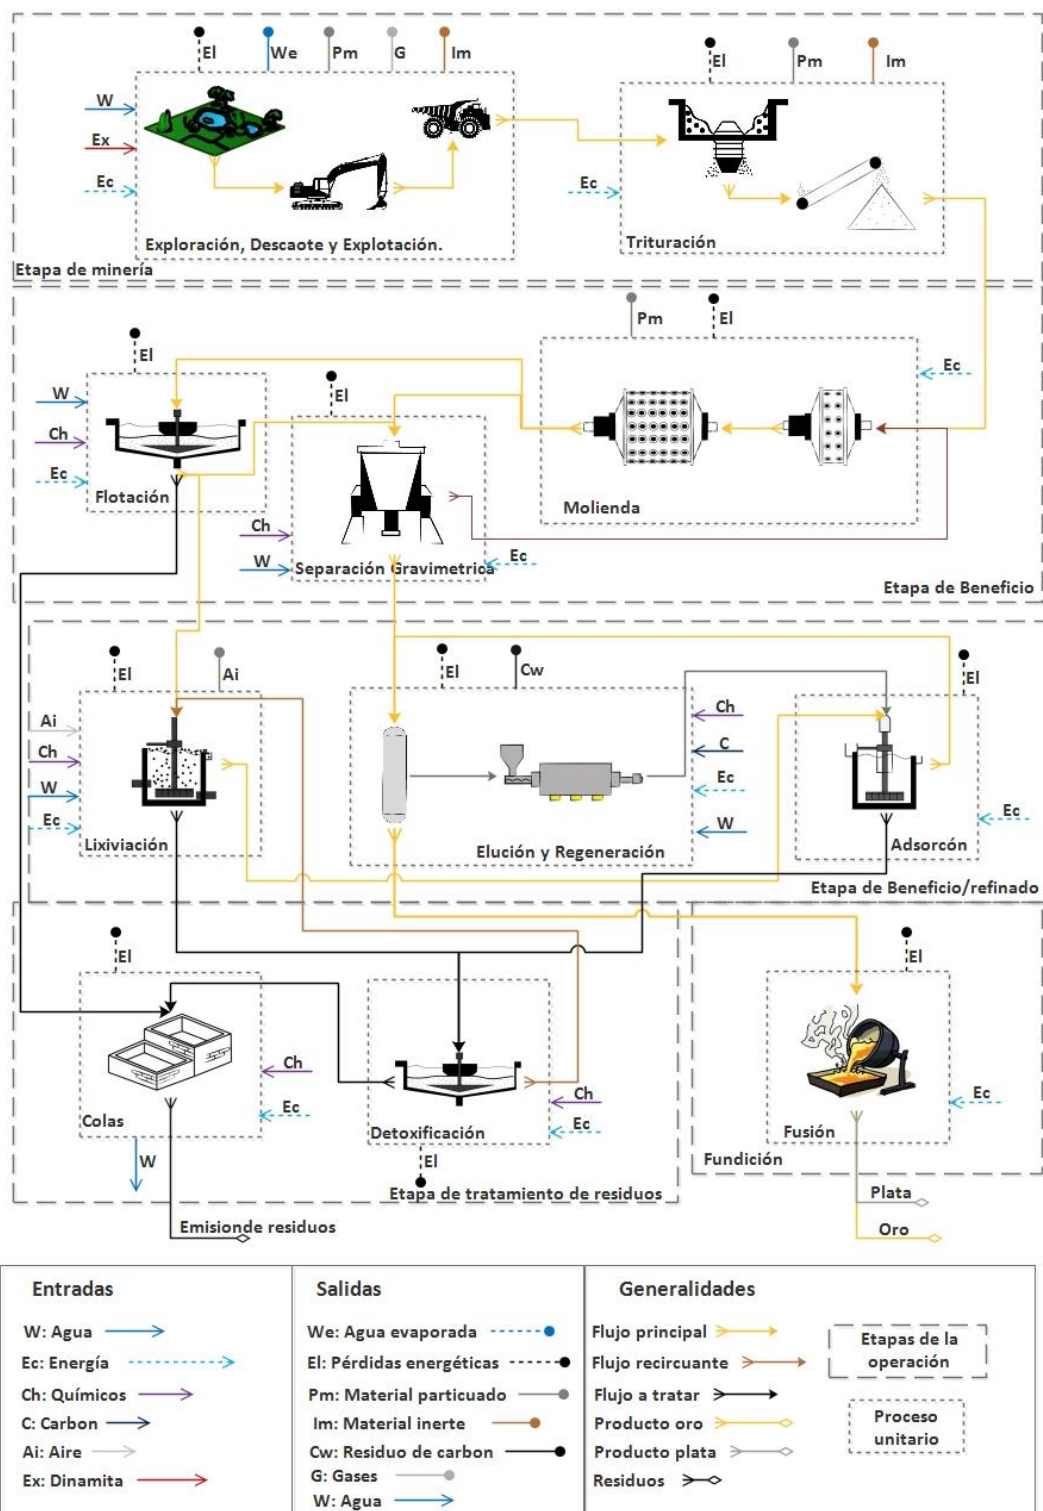 El
We
Pm
G
Im
El
Pm
Im
W
Ex
Ec
Ec
Exploración, Descaote y Explotación.
Trituración
Etapa de minería
Pm
El
El
El
Ec
W
Ch
Ec
Flotación
Molienda
Ch
W
Ec
Separación Gravimetrica
Etapa de Beneficio
El
Ai
El
Cw
El
Ai
Ch
W
Ec
Ch
C
Ec
W
Ec
Lixiviación
Elución y Regeneración
Adsorcón
Etapa de Beneficio/refinado
El
El
Ch
Ec
Ch
Ec
Ec
Colas
Detoxificación
Fusión
W
El
Fundición
Etapa de tratamiento de residuos
Plata
Emisionde residuos
Oro
Entradas
W: Agua
Ec: Energía
Ch: Químicos
C: Carbon
Ai: Aire
Ex: Dinamita
Salidas
We: Agua evaporada
El: Pérdidas energéticas
Pm: Material particuado
Im: Material inerte
Cw: Residuo de carbon
G: Gases
W: Agua
Generalidades
Flujo principal
Flujo recircuante
Flujo a tratar
Producto oro
Producto plata
Residuos
Etapas de la
operación
Proceso
unitario